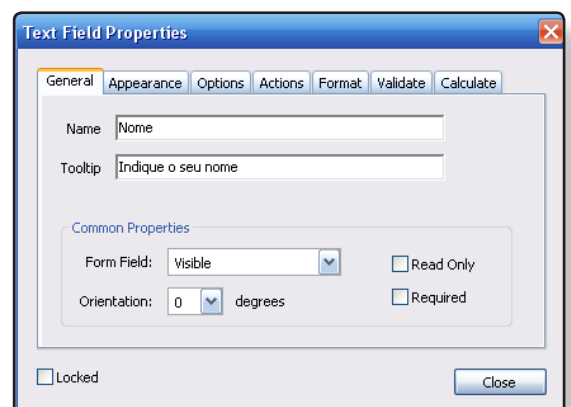 Text Field Properties
General Appearance Options Actions Format Validate Calculate
Name Nome
Tooltip Indique o seu nome
Common Properties
Form Field: Visible Read Only
Orientation: 0 degrees Required
Locked Close